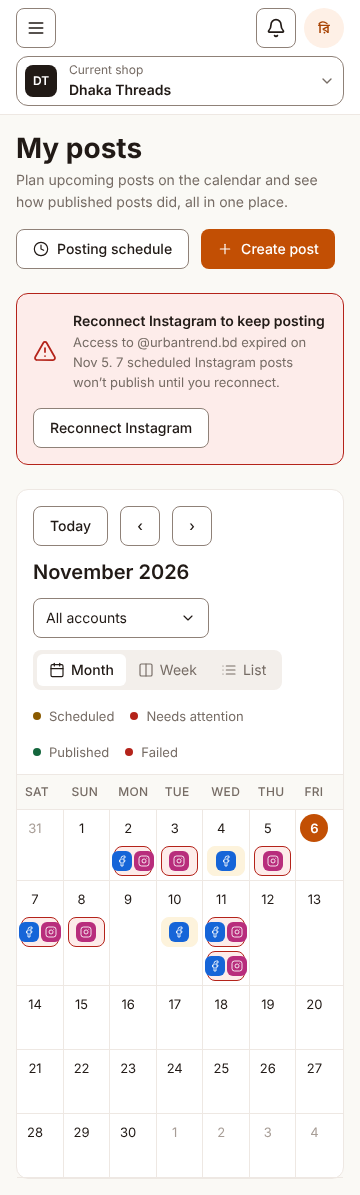 রি
DT
Current shop
Dhaka Threads
My posts
Plan upcoming posts on the calendar and see
how published posts did, all in one place.
Posting schedule
+ Create post
Reconnect Instagram to keep posting
Access to @urbantrend.bd expired on
Nov 5. 7 scheduled Instagram posts
won’t publish until you reconnect.
Reconnect Instagram
Today ‹ ›
November 2026
All accounts
Month Week List
Scheduled Needs attention
Published Failed
SAT SUN MON TUE WED THU FRI
31 1 2 3 4 5 6
7 8 9 10 11 12 13
14 15 16 17 18 19 20
21 22 23 24 25 26 27
28 29 30 1 2 3 4